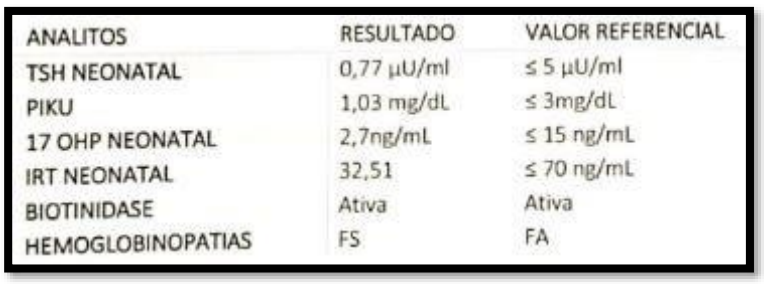 ANALITOS RESULTADO VALOR REFERENCIAL
TSH NEONATAL 0,77 µU/ml ≤ 5 µU/ml
PIKU 1,03 mg/dL ≤ 3mg/dL
17 OHP NEONATAL 2,7ng/mL ≤ 15 ng/mL
IRT NEONATAL 32,51 ≤ 70 ng/mL
BIOTINIDASE Ativa Ativa
HEMOGLOBINOPATIAS FS FA